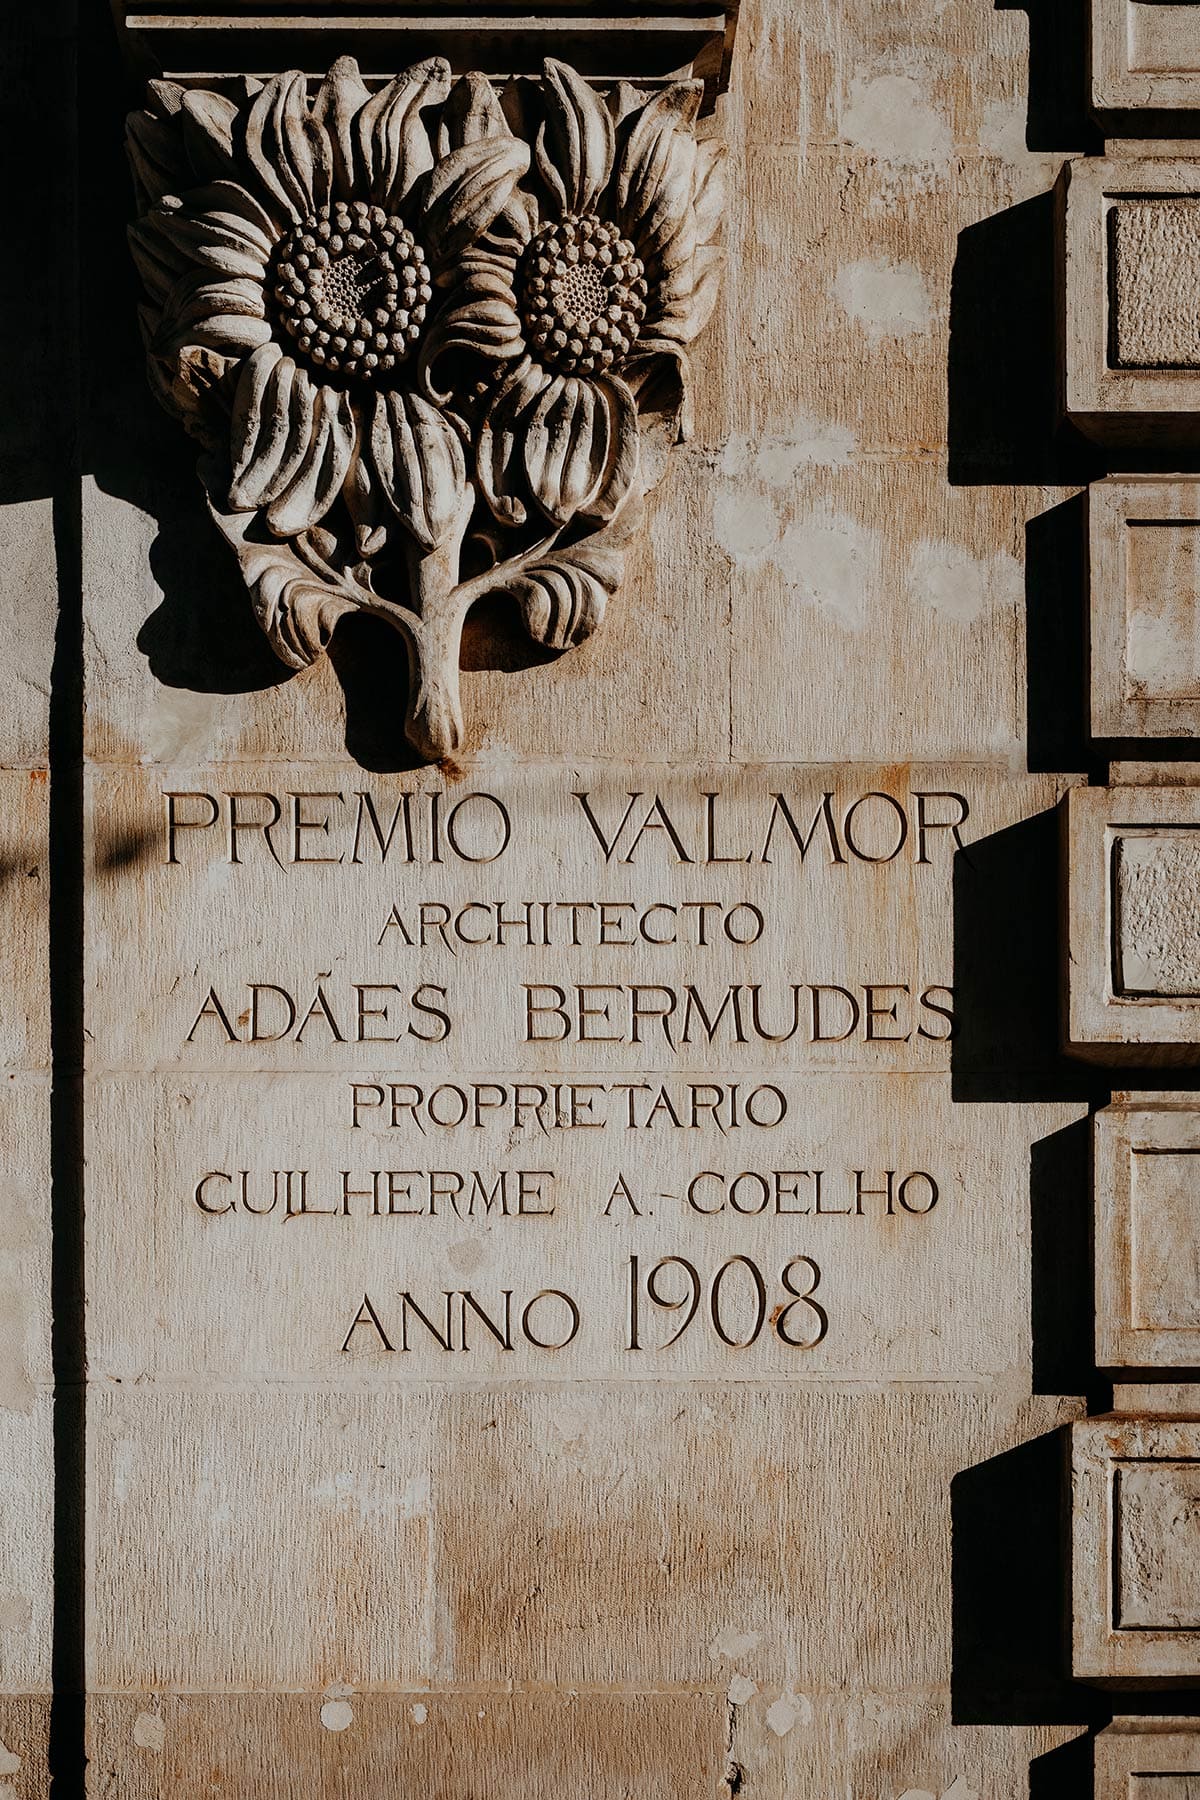 PREMIO VALMOR
ARCHITECTO
ADÃES BERMUDES
PROPRIETARIO
GUILHERME A. COELHO
ANNO 1908